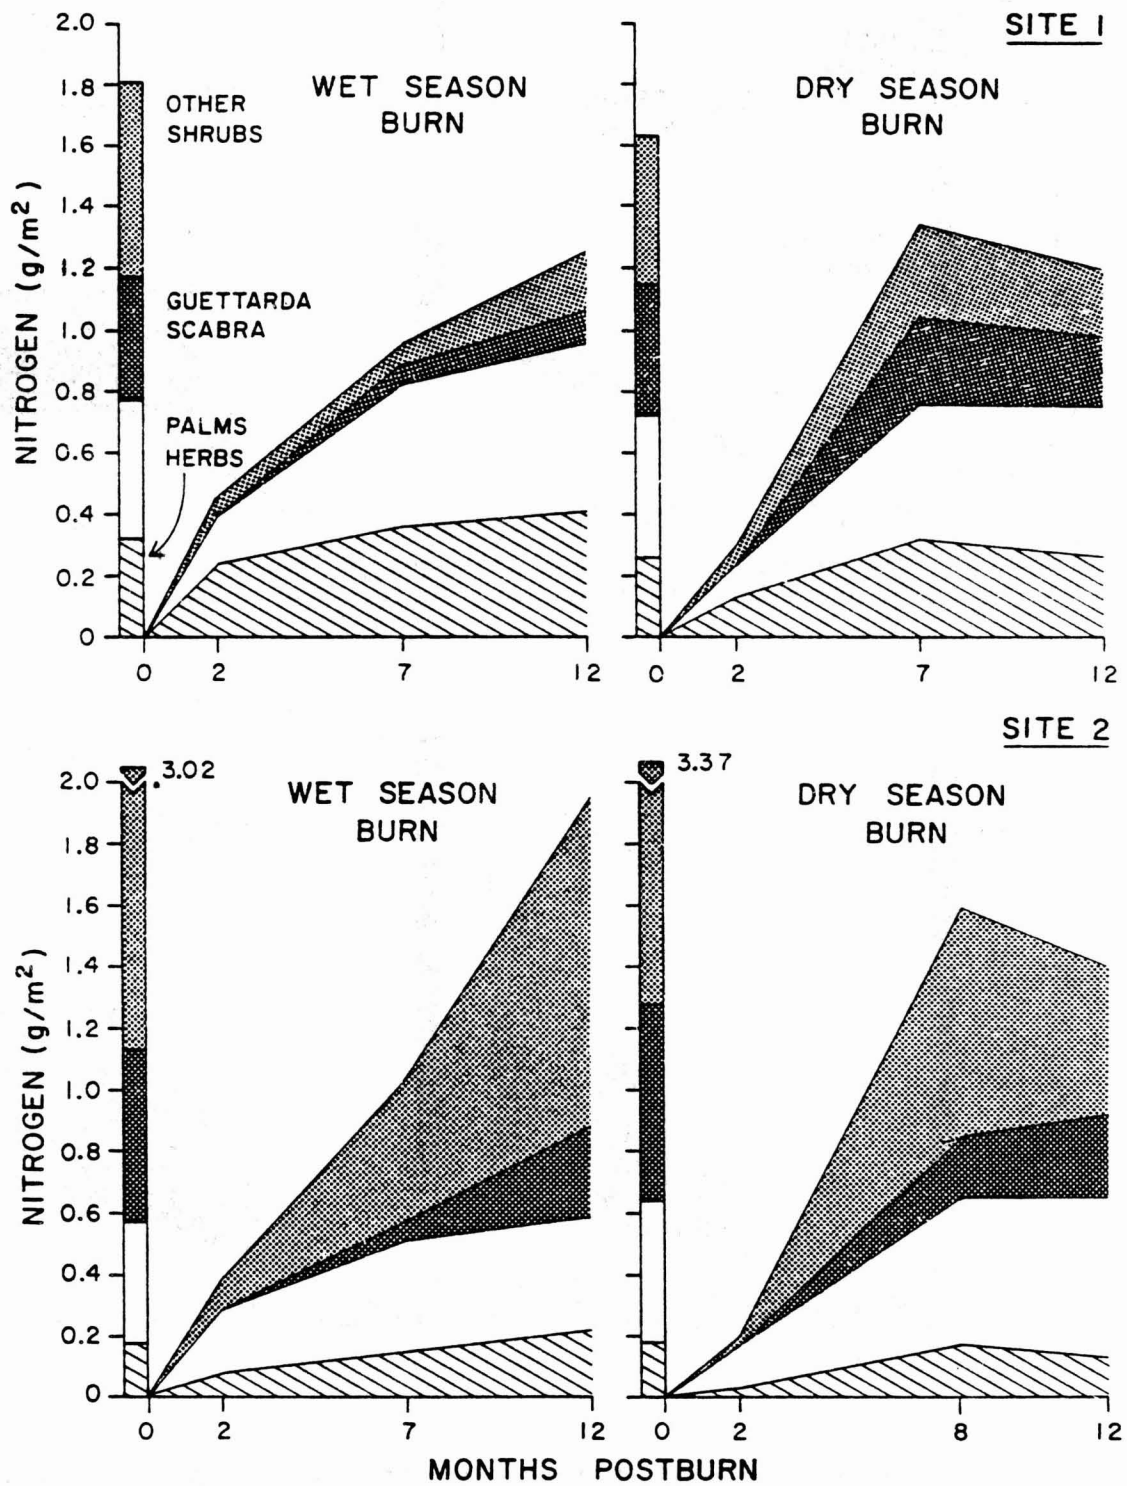 SITE 1
WET SEASON
BURN
DRY SEASON
BURN
NITROGEN (g/m²)
2.0
1.8
1.6
1.4
1.2
1.0
0.8
0.6
0.4
0.2
0
OTHER
SHRUBS
GUETTARDA
SCABRA
PALMS
HERBS
0 2 7 12
0 2 7 12
SITE 2
3.02
WET SEASON
BURN
3.37
DRY SEASON
BURN
NITROGEN (g/m²)
2.0
1.8
1.6
1.4
1.2
1.0
0.8
0.6
0.4
0.2
0
0 2 7 12
0 2 8 12
MONTHS POSTBURN